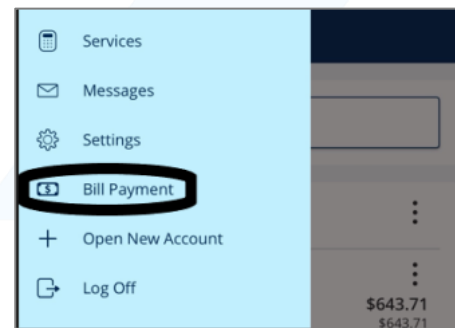 Services
Messages
Settings
Bill Payment
Open New Account
Log Off
$643.71
$643.71